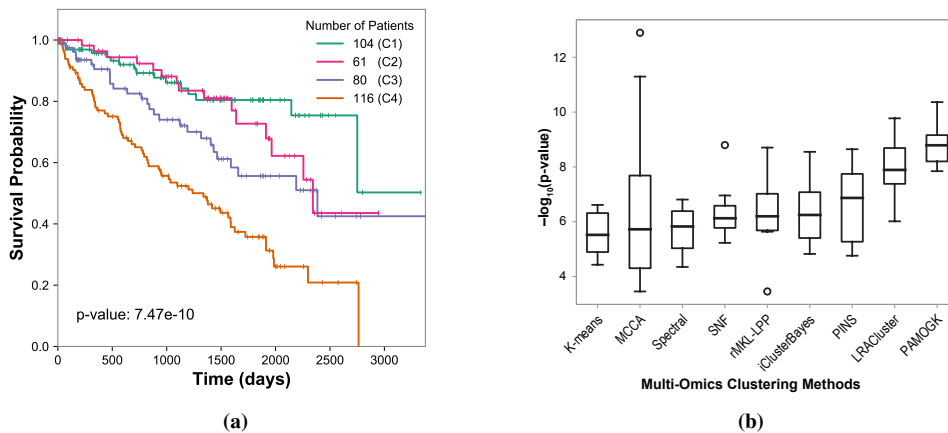 Number of Patients
104 (C1)
61 (C2)
80 (C3)
116 (C4)
1.0
0.8
0.6
0.4
0.2
0.0
Survival Probability
p-value: 7.47e-10
0
500
1000
1500
2000
2500
3000
Time (days)
(a)
12
10
8
6
4
−log10(p-value)
K-means
MCCA
Spectral
SNF
rMKL-LPP
iClusterBayes
PINS
LRACluster
PAMOGK
Multi-Omics Clustering Methods
(b)